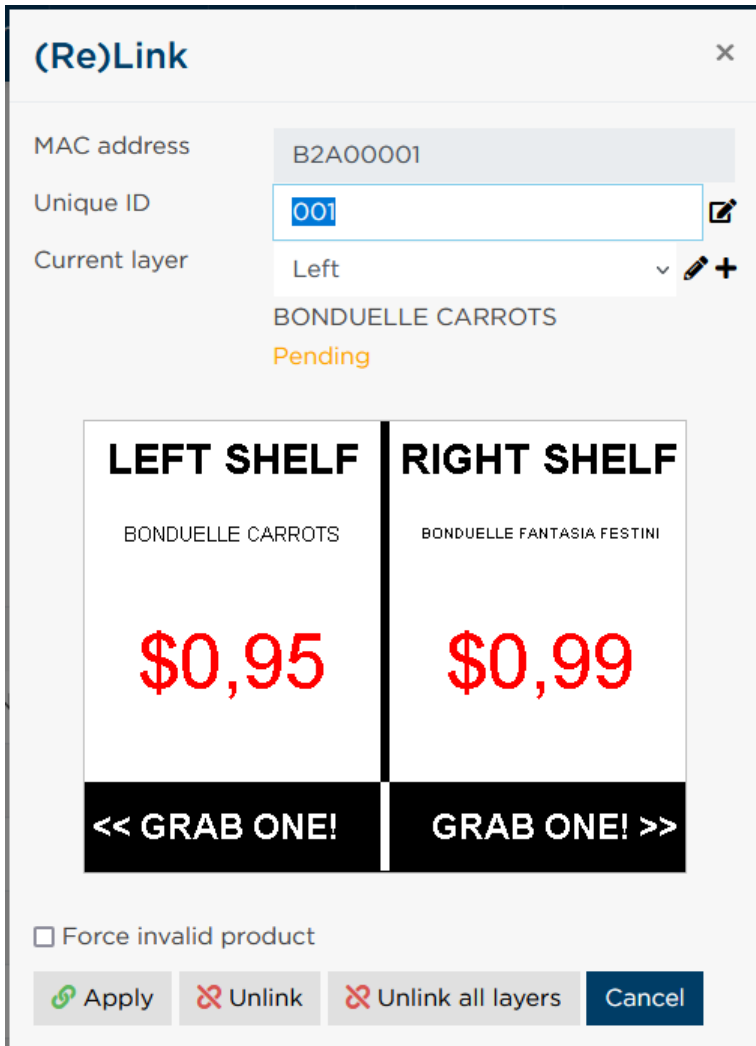 (Re)Link ×
MAC address B2A00001
Unique ID 001
Current layer Left
BONDUELLE CARROTS
Pending
LEFT SHELF RIGHT SHELF
BONDUELLE CARROTS BONDUELLE FANTASIA FESTINI
$0,95 $0,99
<< GRAB ONE! GRAB ONE! >>
Force invalid product
Apply Unlink Unlink all layers Cancel